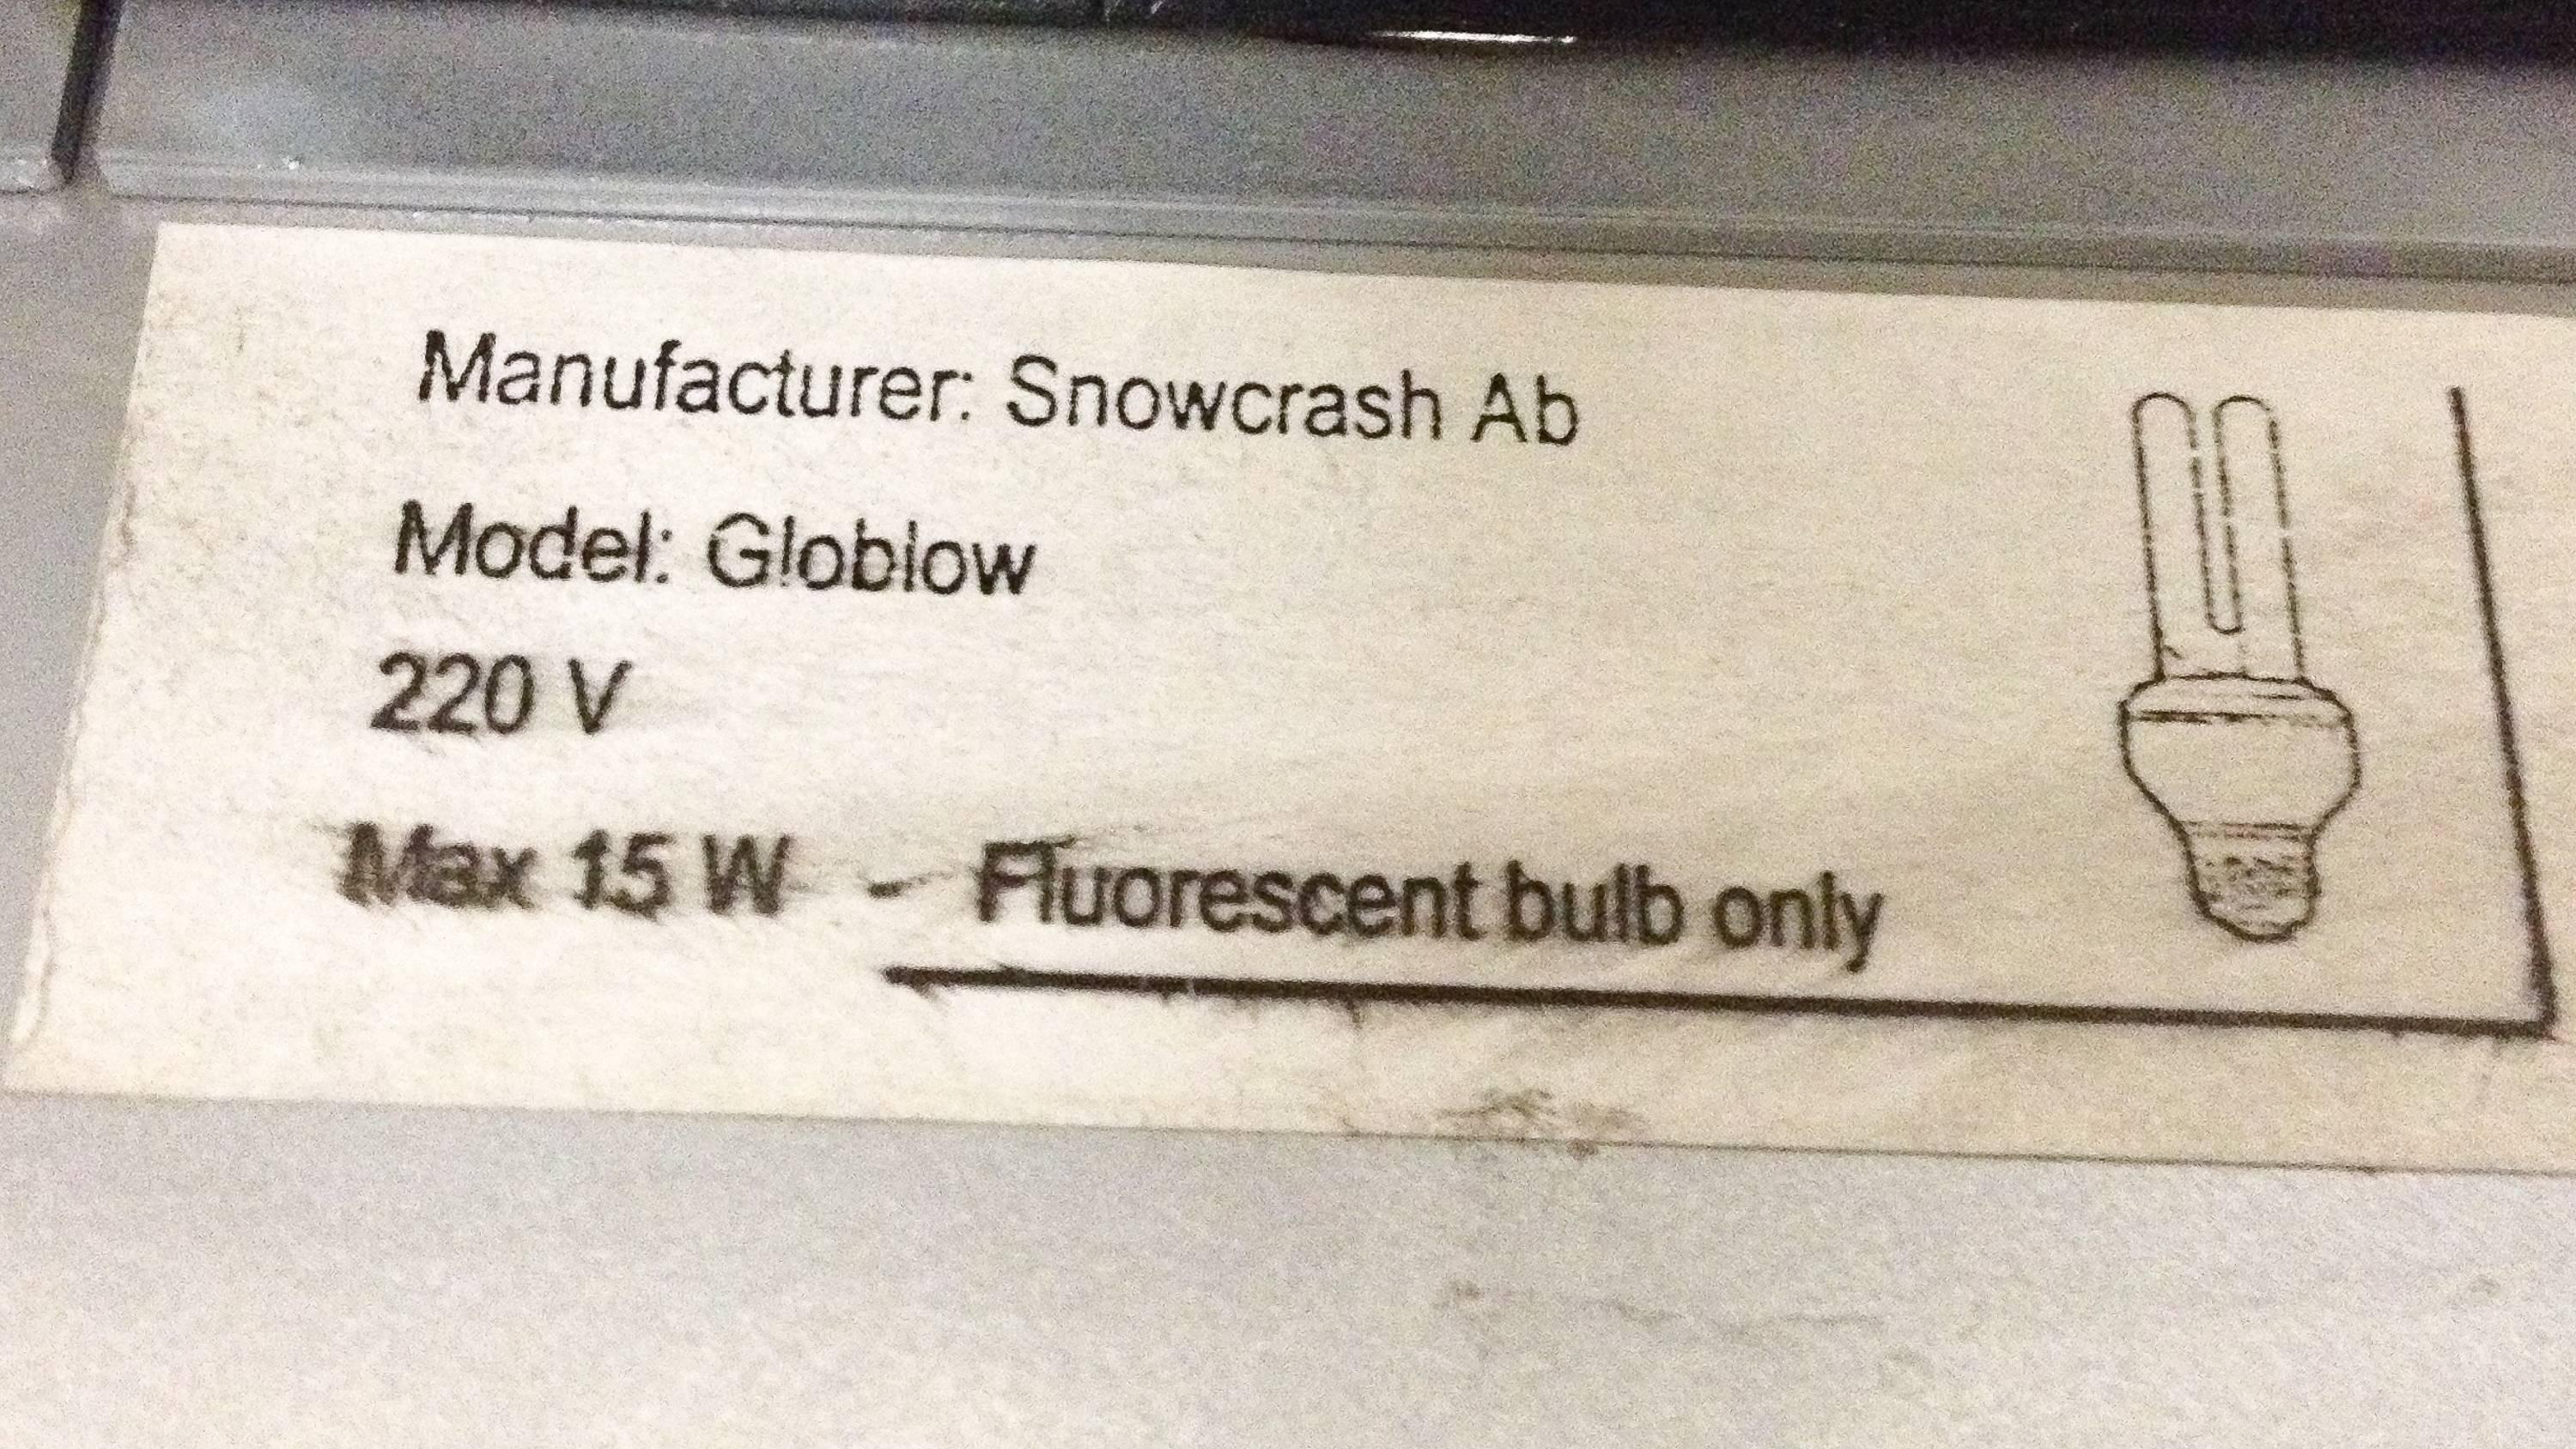 Manufacturer: Snowcrash Ab
Model: Globlow
220 V
Max 15 W - Fluorescent bulb only